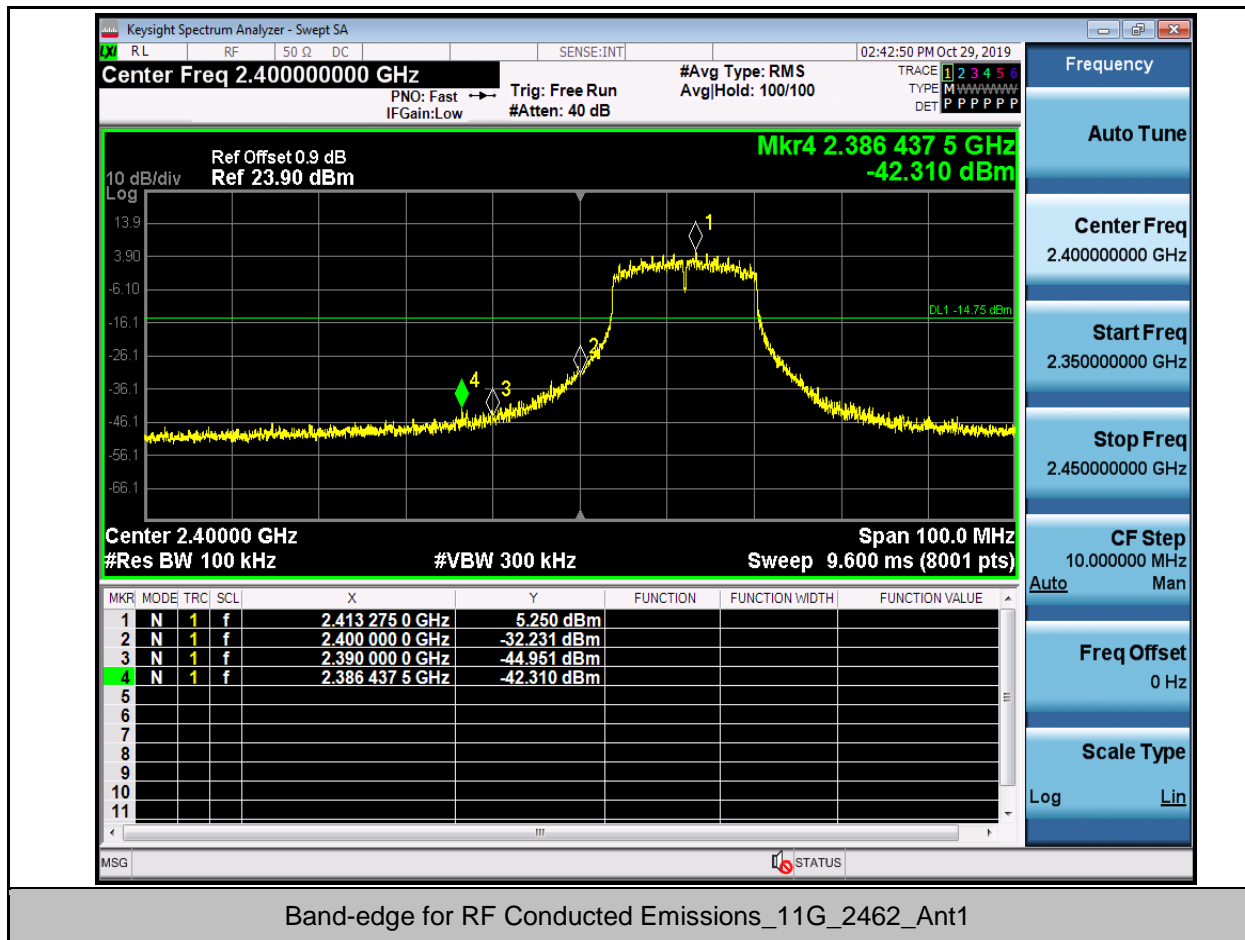 Keysight Spectrum Analyzer - Swept SA
LXI RL RF 50 Ω DC SENSE:INT 02:42:50 PM Oct 29, 2019
Center Freq 2.400000000 GHz
PNO: Fast
IFGain:Low
Trig: Free Run
#Atten: 40 dB
#Avg Type: RMS
Avg|Hold: 100/100
TRACE 1 2 3 4 5 6
TYPE M WWWWW
DET P P P P P P
Mkr4 2.386 437 5 GHz
-42.310 dBm
Ref Offset 0.9 dB
10 dB/div Ref 23.90 dBm
Log
13.9
3.90
-6.10
-16.1
-26.1
-36.1
-46.1
-56.1
-66.1
1
DL1 -14.75 dBm
2
4
3
Center 2.40000 GHz Span 100.0 MHz
#Res BW 100 kHz #VBW 300 kHz Sweep 9.600 ms (8001 pts)
MKR MODE TRC SCL X Y FUNCTION FUNCTION WIDTH FUNCTION VALUE
1 N 1 f 2.413 275 0 GHz 5.250 dBm
2 N 1 f 2.400 000 0 GHz -32.231 dBm
3 N 1 f 2.390 000 0 GHz -44.951 dBm
4 N 1 f 2.386 437 5 GHz -42.310 dBm
5
6
7
8
9
10
11
MSG STATUS
Frequency
Auto Tune
Center Freq
2.400000000 GHz
Start Freq
2.350000000 GHz
Stop Freq
2.450000000 GHz
CF Step
10.000000 MHz
Auto Man
Freq Offset
0 Hz
Scale Type
Log Lin
Band-edge for RF Conducted Emissions_11G_2462_Ant1